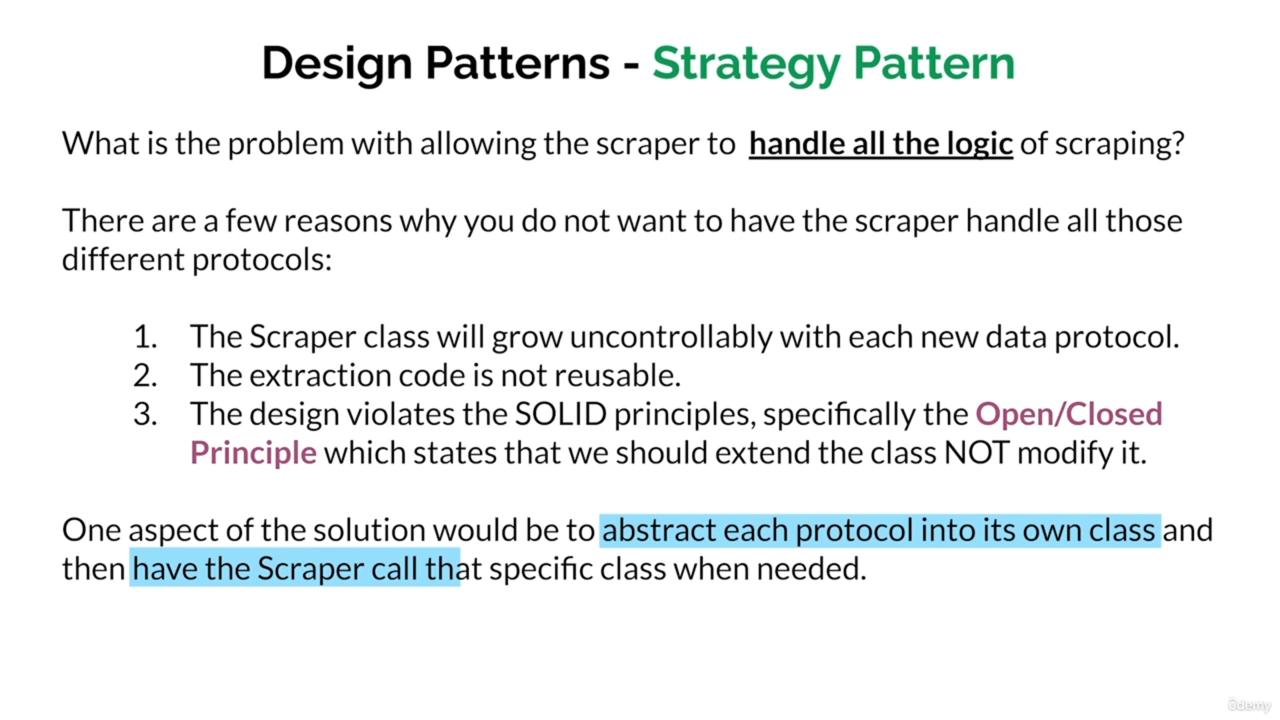 Design Patterns - Strategy Pattern
What is the problem with allowing the scraper to handle all the logic of scraping?
There are a few reasons why you do not want to have the scraper handle all those
different protocols:
1. The Scraper class will grow uncontrollably with each new data protocol.
2. The extraction code is not reusable.
3. The design violates the SOLID principles, specifically the Open/Closed
Principle which states that we should extend the class NOT modify it.
One aspect of the solution would be to abstract each protocol into its own class and
then have the Scraper call that specific class when needed.
ûdemy